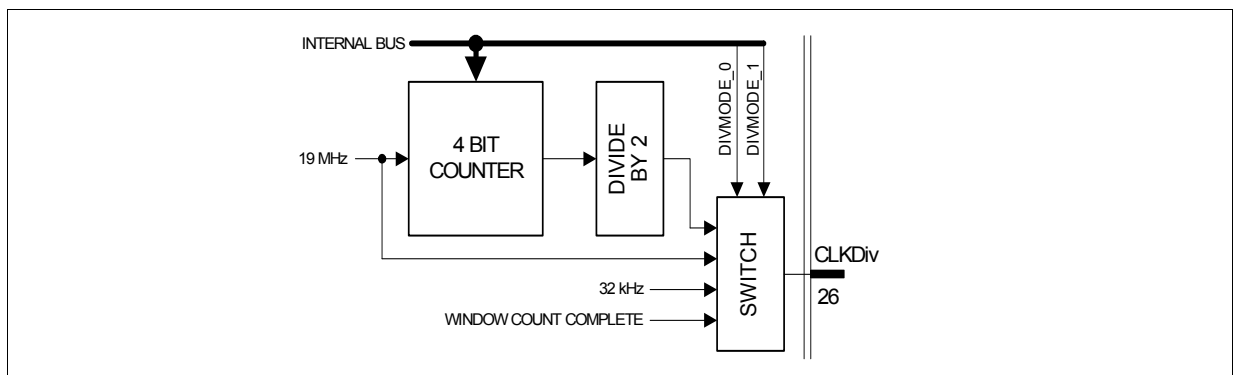 INTERNAL BUS
DIVMODE_0
DIVMODE_1
19 MHz
4 BIT
COUNTER
DIVIDE
BY 2
SWITCH
CLKDiv
26
32 kHz
WINDOW COUNT COMPLETE